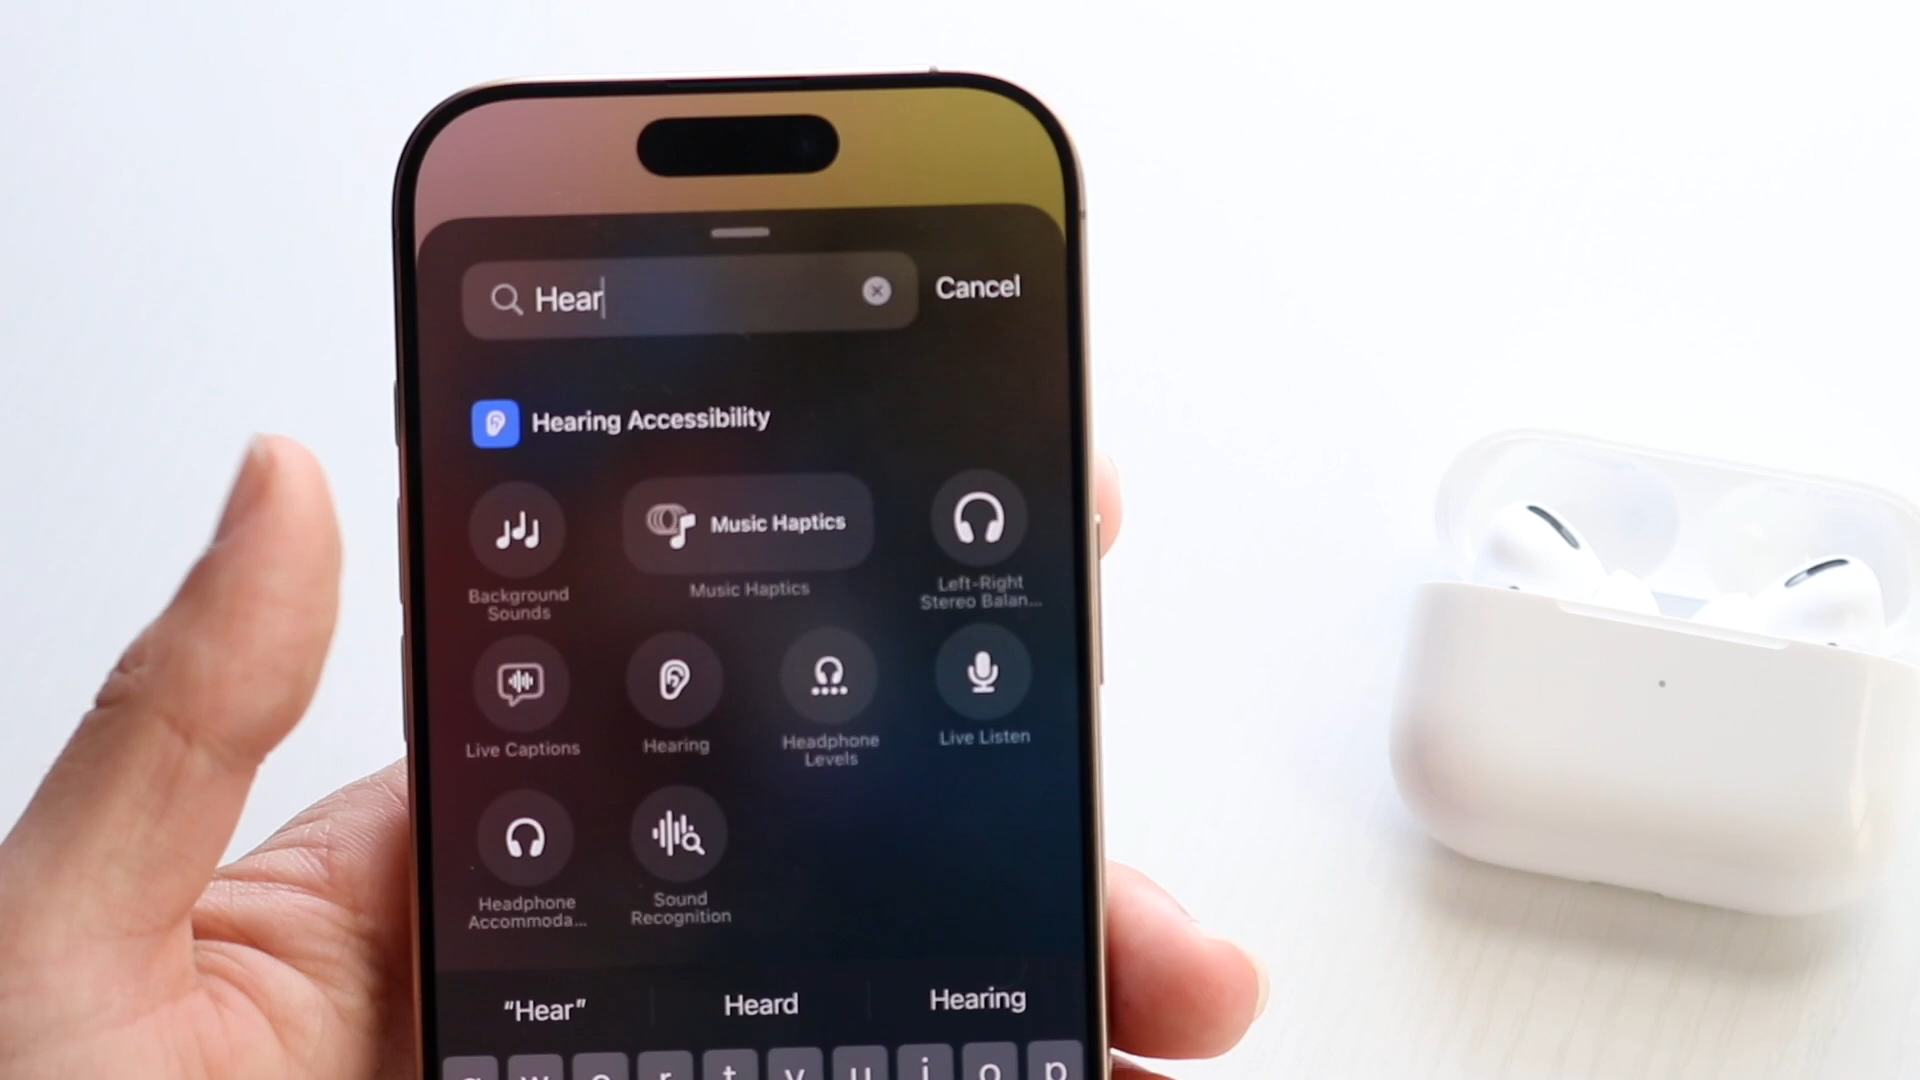 Hear
Cancel
Hearing Accessibility
Music Haptics
Background
Sounds
Music Haptics
Left-Right
Stereo Balan...
Live Captions
Hearing
Headphone
Levels
Live Listen
Headphone
Accommoda...
Sound
Recognition
“Hear”
Heard
Hearing
q w e r t y u i o p